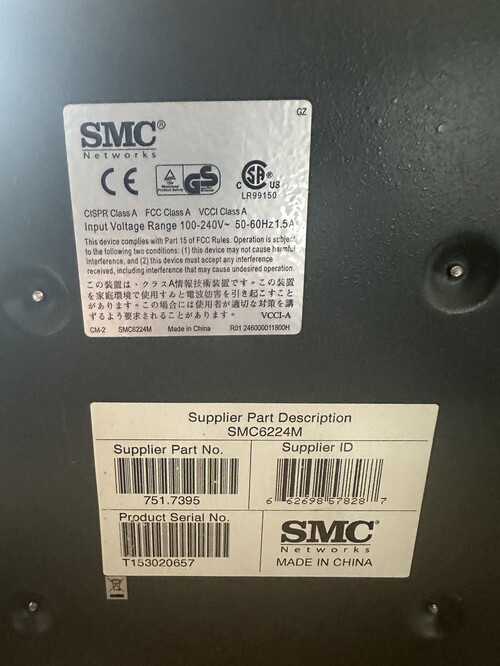 GZ
SMC®
Networks
CE
TÜV GS
C SA® US
LR99150
CISPR Class A FCC Class A VCCI Class A
Input Voltage Range 100-240V~ 50-60Hz 1.5A
This device complies with Part 15 of FCC Rules. Operation is subject
to the following two conditions: (1) this device may not cause harmful
interference, and (2) this device must accept any interference
received, including interference that may cause undesired operation.
この装置は、クラスA情報技術装置です。この装置
を家庭環境で使用すゐと電波妨害を引き起こすこと
があります。この場合には使用者が適切な対策を講
ずるよう要求されることがあります。 VCCI-A
CM-2 SMC6224M Made in China R01 246000011800H
Supplier Part Description
SMC6224M
Supplier Part No. Supplier ID
751.7395 6 62698 57828 7
Product Serial No.
T153020657
SMC®
Networks
MADE IN CHINA